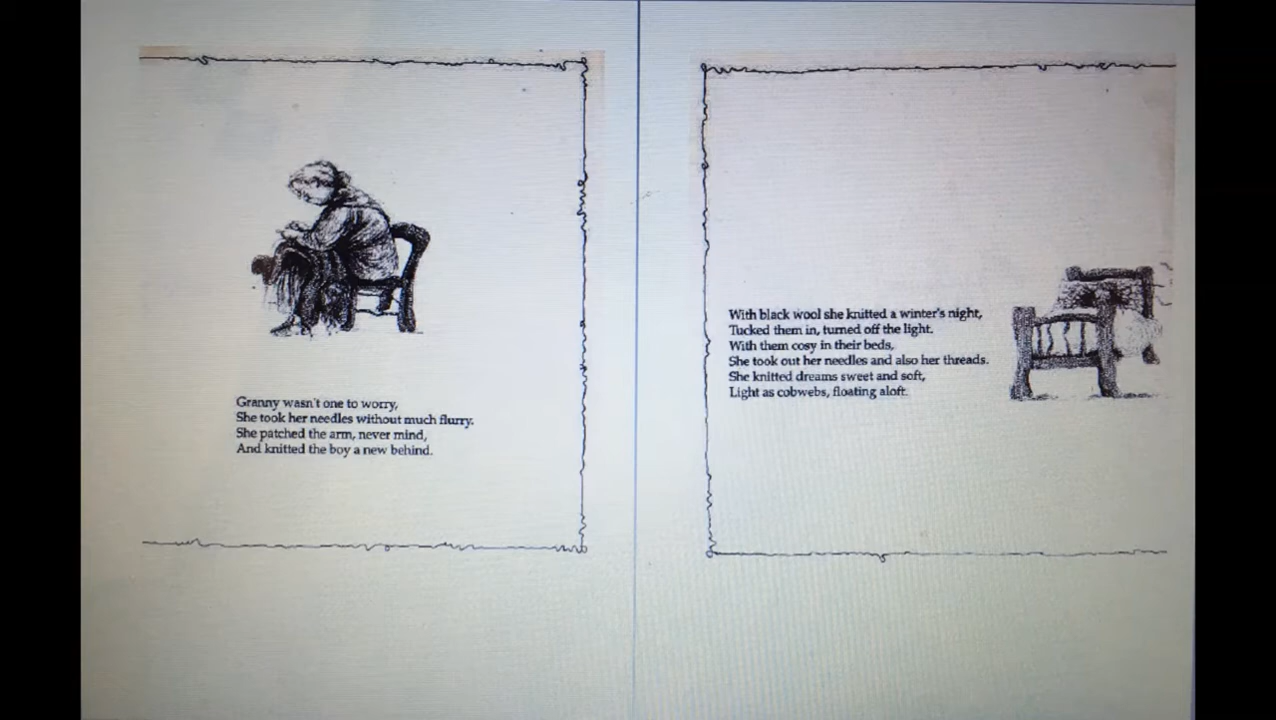 Granny wasn't one to worry,
She took her needles without much flurry.
She patched the arm, never mind,
And knitted the boy a new behind.
With black wool she knitted a winter's night,
Tucked them in, turned off the light.
With them cosy in their beds,
She took out her needles and also her threads.
She knitted dreams sweet and soft,
Light as cobwebs, floating aloft.